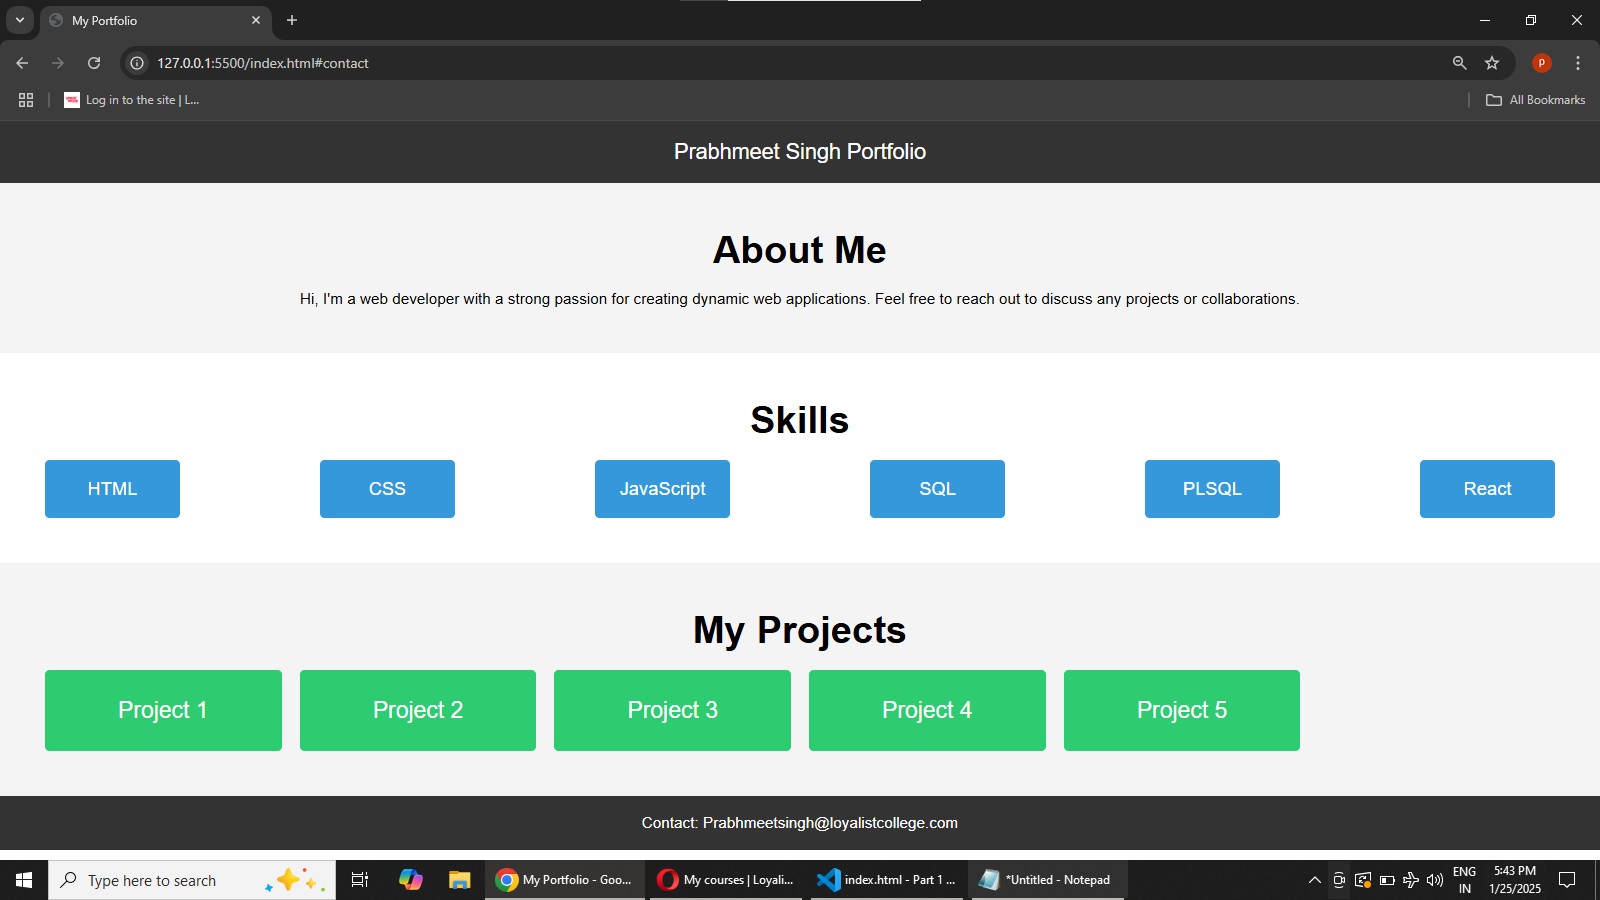 My Portfolio
127.0.0.1:5500/index.html#contact
p
Log in to the site | L...
All Bookmarks
Prabhmeet Singh Portfolio
About Me
Hi, I'm a web developer with a strong passion for creating dynamic web applications. Feel free to reach out to discuss any projects or collaborations.
Skills
HTML CSS JavaScript SQL PLSQL React
My Projects
Project 1 Project 2 Project 3 Project 4 Project 5
Contact: Prabhmeetsingh@loyalistcollege.com
Type here to search
My Portfolio - Goo...
My courses | Loyali...
index.html - Part 1 ...
*Untitled - Notepad
ENG
IN
5:43 PM
1/25/2025